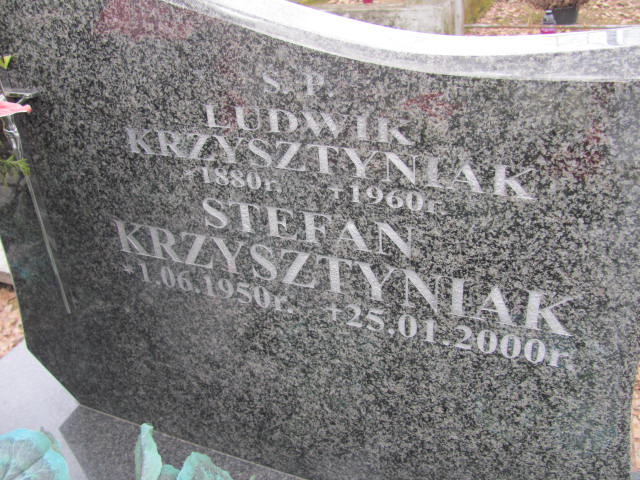 S. P.
LUDWIK
KRZYSZTYNIAK
*1880r. +1960r.
STEFAN
KRZYSZTYNIAK
*1.06.1950r. +25.01.2000r.